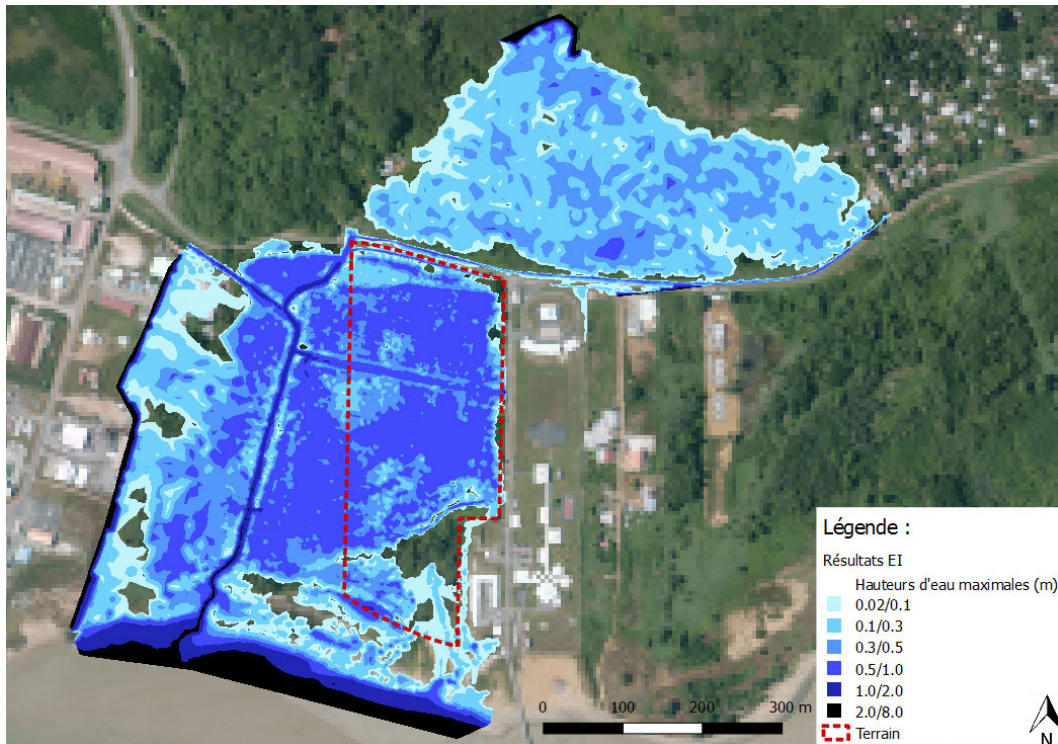 Légende :
Résultats EI
Hauteurs d'eau maximales (m)
0.02/0.1
0.1/0.3
0.3/0.5
0.5/1.0
1.0/2.0
2.0/8.0
Terrain
0 100 200 300 m
N